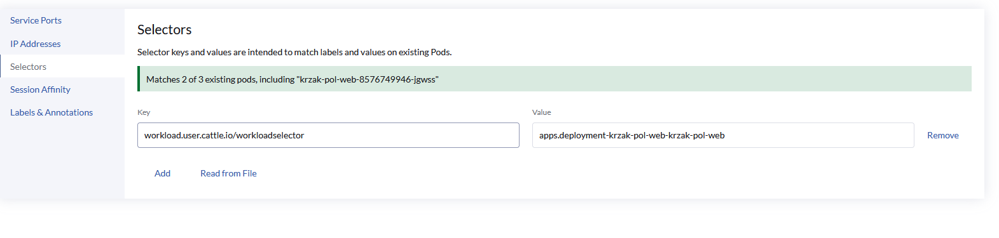 Service Ports
IP Addresses
Selectors
Session Affinity
Labels & Annotations
Selectors
Selector keys and values are intended to match labels and values on existing Pods.
Matches 2 of 3 existing pods, including "krzak-pol-web-8576749946-jgwss"
Key
Value
workload.user.cattle.io/workloadselector
apps.deployment-krzak-pol-web-krzak-pol-web
Remove
Add
Read from File